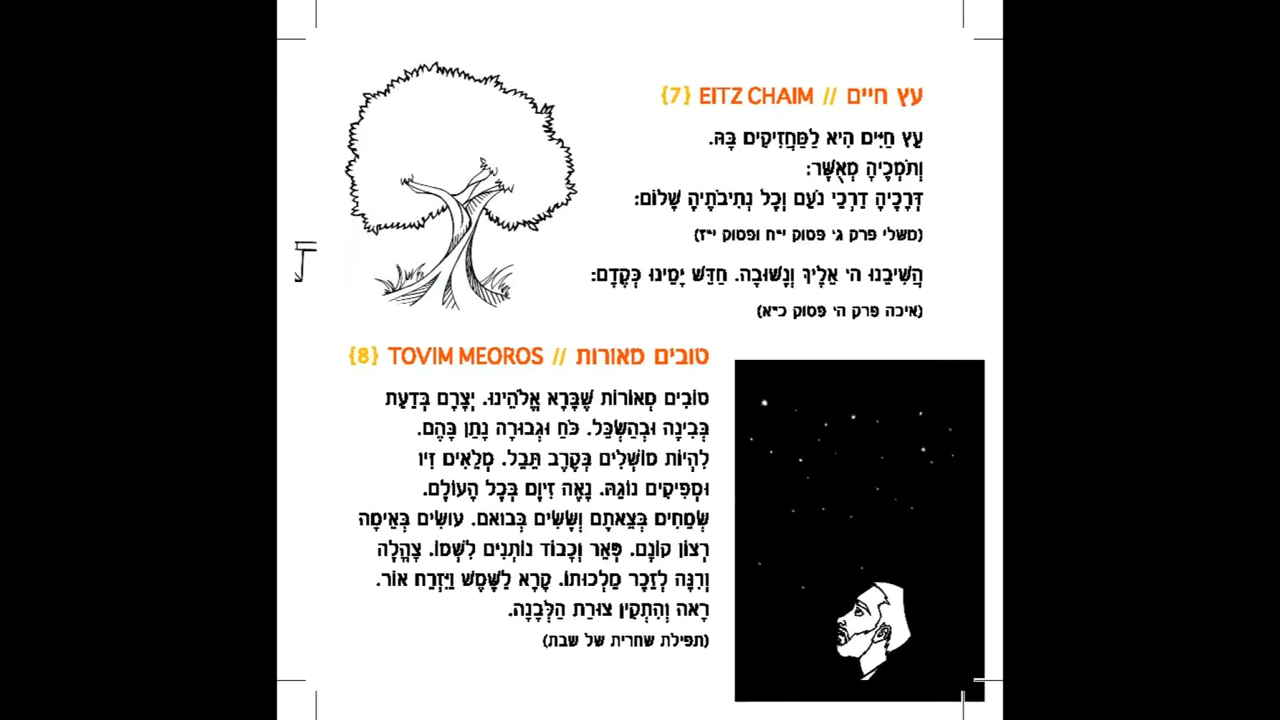 עץ חיים // EITZ CHAIM {7}
עֵץ חַיִּים הִיא לַמַּחֲזִיקִים בָּהּ.
וְתֹמְכֶיהָ מְאֻשָּׁר:
דְּרָכֶיהָ דַרְכֵי נֹעַם וְכָל נְתִיבֹתֶיהָ שָׁלוֹם:
(משלי פרק ג׳ פסוק י״ח ופסוק י״ז)
הֲשִׁיבֵנוּ ה׳ אֵלֶיךָ וְנָשׁוּבָה. חַדֵּשׁ יָמֵינוּ כְּקֶדֶם:
(איכה פרק ה׳ פסוק כ״א)
טובים מאורות // TOVIM MEOROS {8}
טוֹבִים מְאוֹרוֹת שֶׁבָּרָא אֱלֹהֵינוּ. יְצָרָם בְּדַעַת
בְּבִינָה וּבְהַשְׂכֵּל. כֹּחַ וּגְבוּרָה נָתַן בָּהֶם.
לִהְיוֹת מוֹשְׁלִים בְּקֶרֶב תֵּבֵל. מְלֵאִים זִיו
וּמְפִיקִים נוֹגַהּ. נָאֶה זִיוָם בְּכָל הָעוֹלָם.
שְׂמֵחִים בְּצֵאתָם וְשָׂשִׂים בְּבואם. עושִׂים בְּאֵימָה
רְצוֹן קוֹנָם. פְּאֵר וְכָבוֹד נוֹתְנִים לִשְׁמוֹ. צָהֳלָה
וְרִנָּה לְזֵכֶר מַלְכוּתוֹ. קָרָא לַשֶּׁמֶשׁ וַיִּזְרַח אוֹר.
רָאה וְהִתְקִין צוּרַת הַלְּבָנָה.
(תפילת שחרית של שבת)